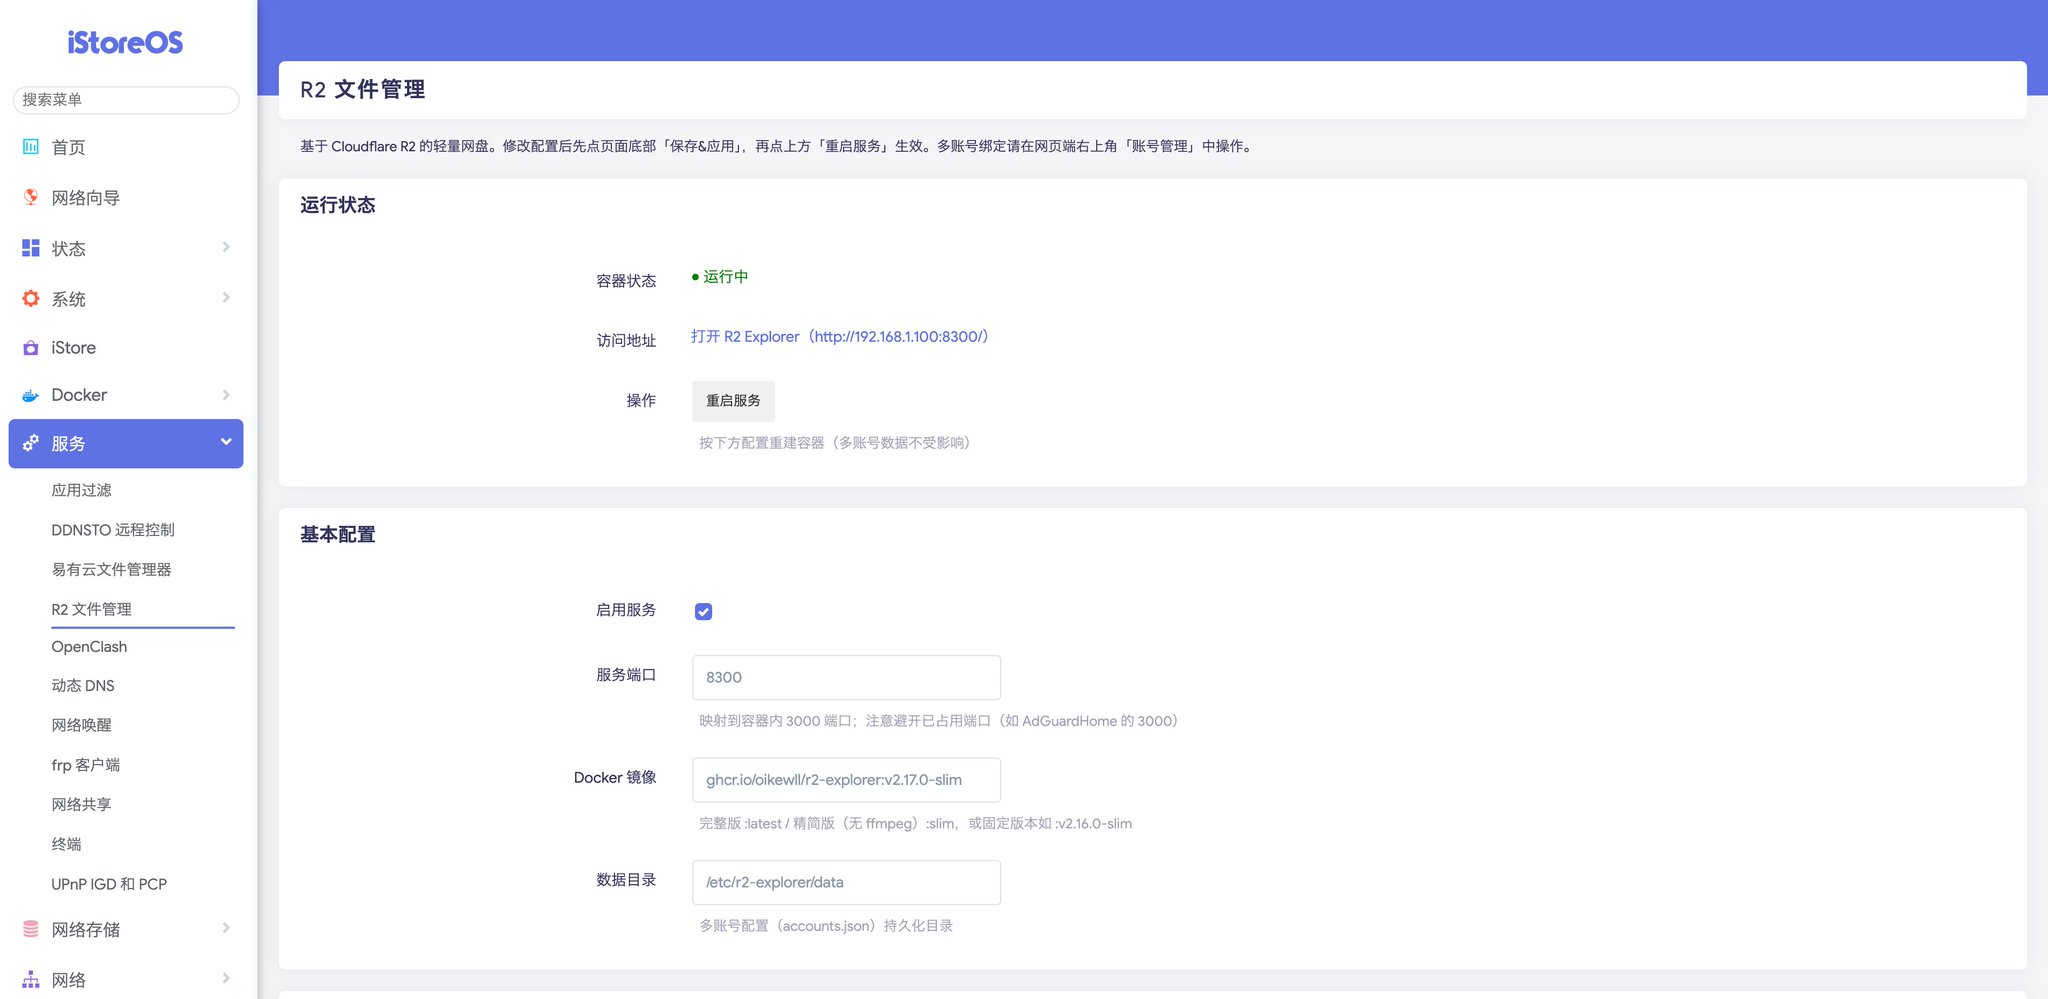 iStoreOS
搜索菜单
首页
网络向导
状态
系统
iStore
Docker
服务
应用过滤
DDNSTO 远程控制
易有云文件管理器
R2 文件管理
OpenClash
动态 DNS
网络唤醒
frp 客户端
网络共享
终端
UPnP IGD 和 PCP
网络存储
网络
R2 文件管理
基于 Cloudflare R2 的轻量网盘。修改配置后先点页面底部「保存&应用」，再点上方「重启服务」生效。多账号绑定请在网页端右上角「账号管理」中操作。
运行状态
容器状态
● 运行中
访问地址
打开 R2 Explorer（http://192.168.1.100:8300/）
操作
重启服务
按下方配置重建容器（多账号数据不受影响）
基本配置
启用服务
服务端口
8300
映射到容器内 3000 端口；注意避开已占用端口（如 AdGuardHome 的 3000）
Docker 镜像
ghcr.io/oikewll/r2-explorer:v2.17.0-slim
完整版 :latest / 精简版（无 ffmpeg）:slim，或固定版本如 :v2.16.0-slim
数据目录
/etc/r2-explorer/data
多账号配置（accounts.json）持久化目录